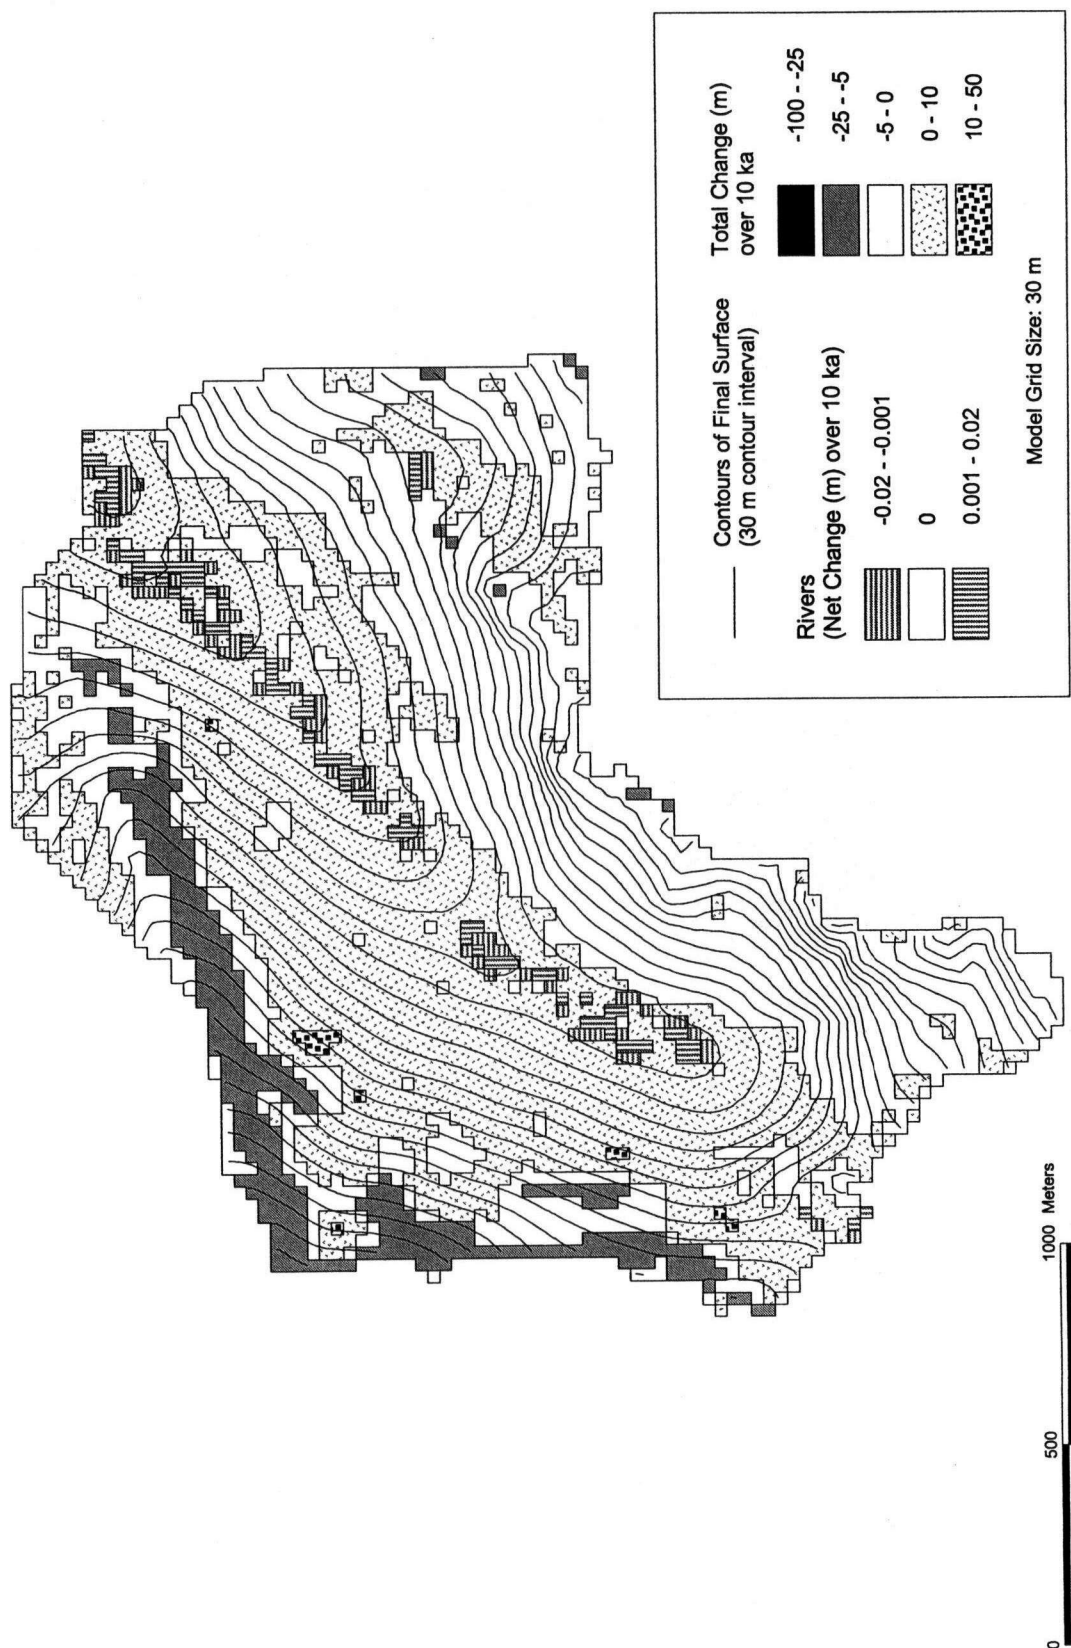 Contours of Final Surface
(30 m contour interval)
Rivers
(Net Change (m) over 10 ka)
-0.02 - -0.001
0
0.001 - 0.02
Total Change (m)
over 10 ka
-100 - -25
-25 - -5
-5 - 0
0 - 10
10 - 50
Model Grid Size: 30 m
0
500
1000 Meters